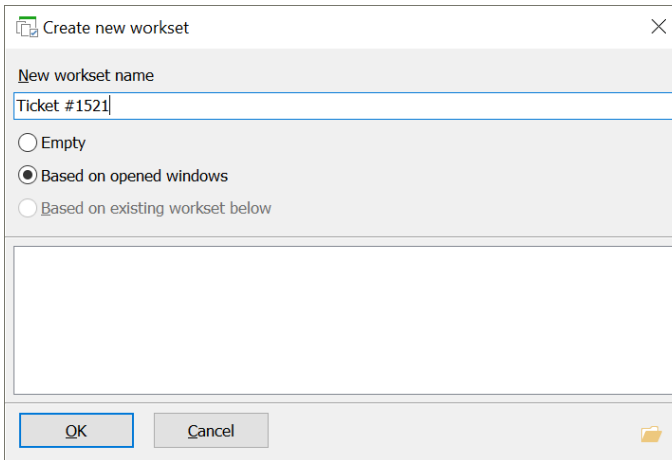 Create new workset
New workset name
Ticket #1521
Empty
Based on opened windows
Based on existing workset below
OK
Cancel